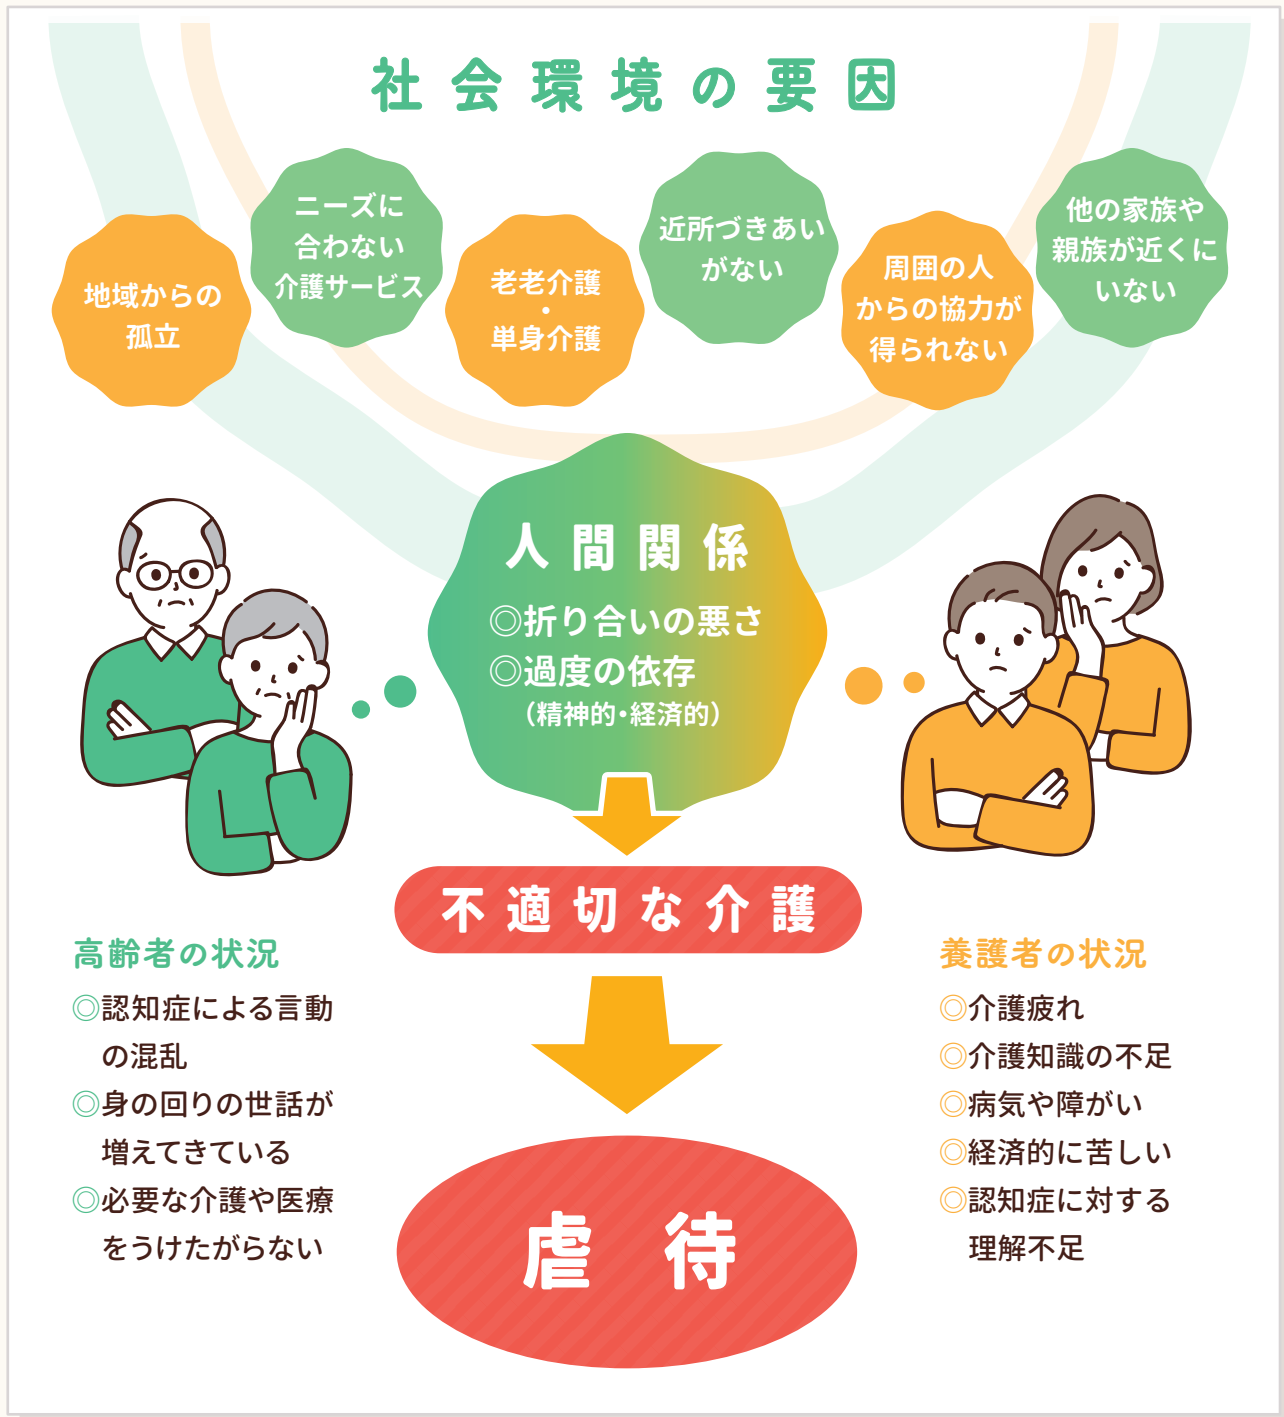 社会環境の要因
地域からの
孤立
ニーズに
合わない
介護サービス
老老介護
・
単身介護
近所づきあい
がない
周囲の人
からの協力が
得られない
他の家族や
親族が近くに
いない
人間関係
◎折り合いの悪さ
◎過度の依存
（精神的・経済的）
不適切な介護
虐待
高齢者の状況
◎認知症による言動
の混乱
◎身の回りの世話が
増えてきている
◎必要な介護や医療
をうけたがらない
養護者の状況
◎介護疲れ
◎介護知識の不足
◎病気や障がい
◎経済的に苦しい
◎認知症に対する
理解不足